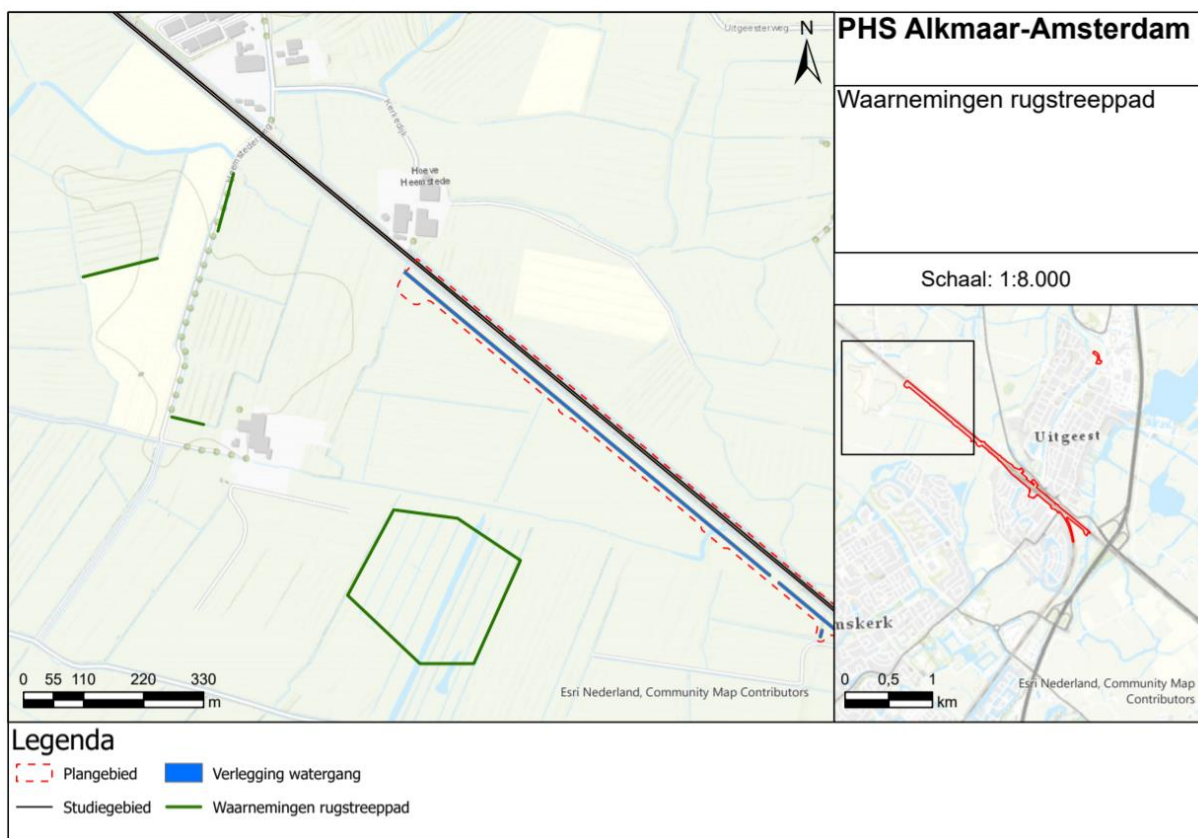 PHS Alkmaar-Amsterdam
Waarnemingen rugstreeppad
Schaal: 1:8.000
Uitgeesterweg
N
Kerkedijk
Hoeve
Heemstede
0 55 110 220 330
m
Esri Nederland, Community Map Contributors
Uitgeest
mskerk
0 0,5 1
km
Esri Nederland, Community Map
Contributors
Legenda
Plangebied
Verlegging watergang
Studiegebied
Waarnemingen rugstreeppad